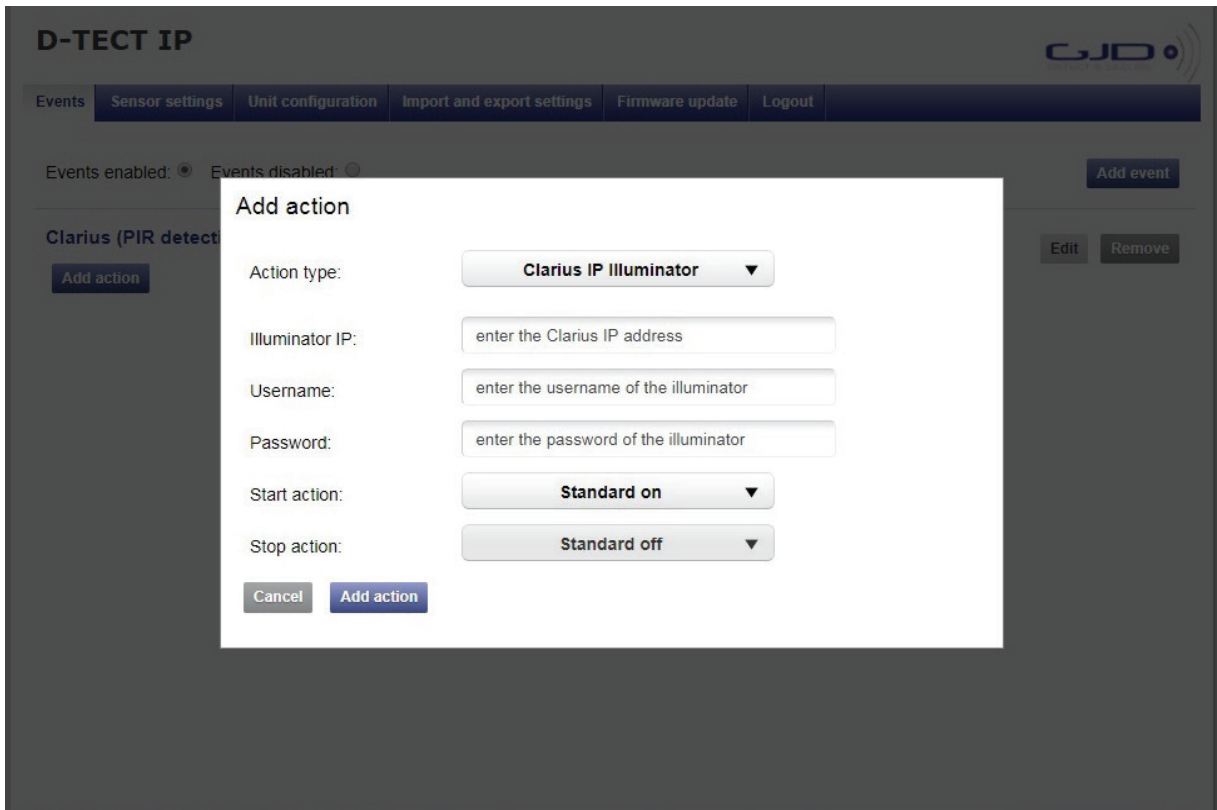 D-TECT IP
GJD
Events Sensor settings Unit configuration Import and export settings Firmware update Logout
Events enabled: Events disabled:
Add event
Clarius (PIR detecti
Edit Remove
Add action
Add action
Action type: Clarius IP Illuminator
Illuminator IP: enter the Clarius IP address
Username: enter the username of the illuminator
Password: enter the password of the illuminator
Start action: Standard on
Stop action: Standard off
Cancel Add action